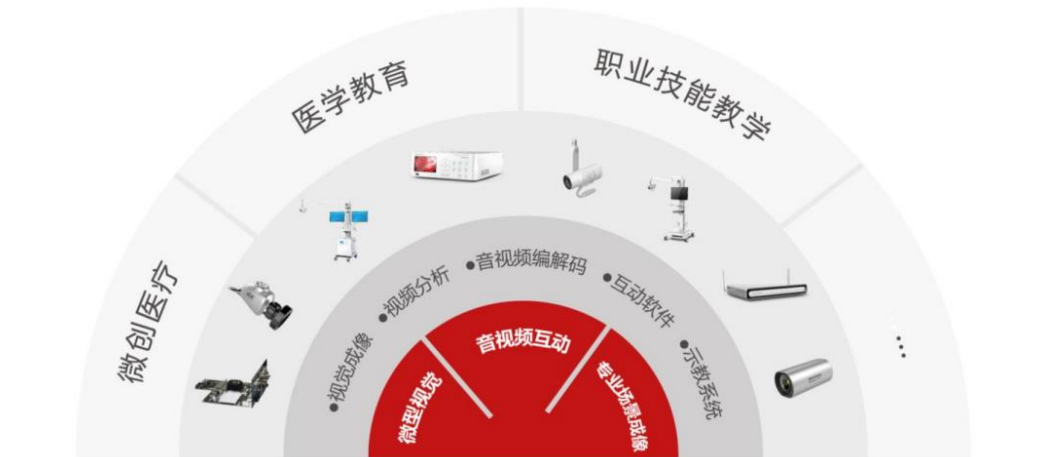 微创医疗
医学教育
职业技能教学
...
●视觉成像
●视频分析
●音视频编解码
●互动软件
●示教系统
微型视觉
音视频互动
专业场景成像